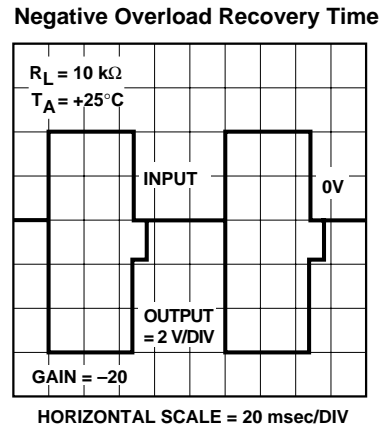 Negative Overload Recovery Time
RL = 10 kΩ
TA = +25°C
INPUT
0V
OUTPUT
= 2 V/DIV
GAIN = –20
HORIZONTAL SCALE = 20 msec/DIV